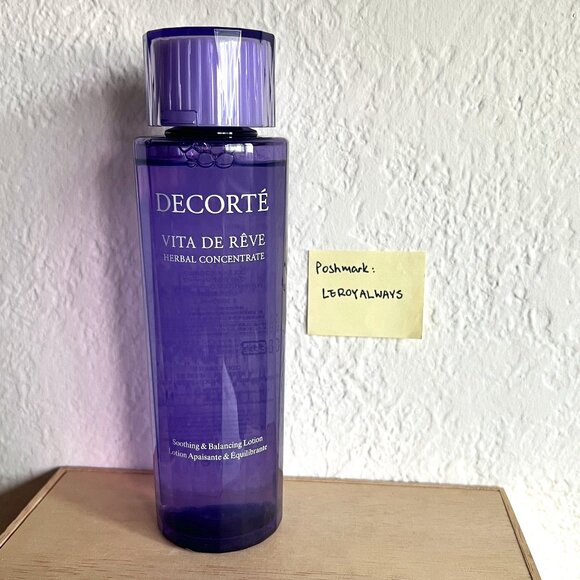 DECORTÉ
VITA DE RÊVE
HERBAL CONCENTRATE
Soothing & Balancing Lotion
Lotion Apaisante & Équilibrante
Poshmark:
LEROYALWAYS